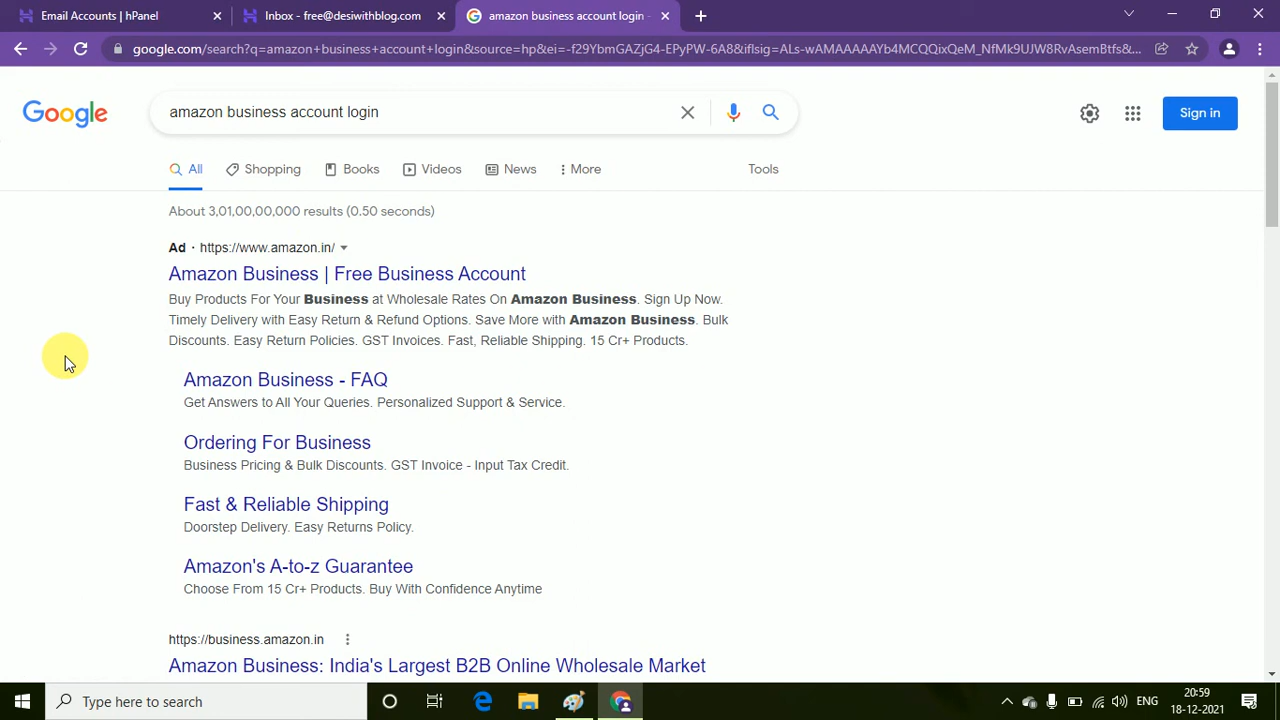 Email Accounts | hPanel
Inbox - free@desiwithblog.com
amazon business account login -
google.com/search?q=amazon+business+account+login&source=hp&ei=-f29YbmGAZjG4-EPyPW-6A8&iflsig=ALs-wAMAAAAAYb4MCQQixQeM_NfMk9UJW8RvAsemBtfs&...
Google
amazon business account login
Sign in
All
Shopping
Books
Videos
News
More
Tools
About 3,01,00,00,000 results (0.50 seconds)
Ad · https://www.amazon.in/
Amazon Business | Free Business Account
Buy Products For Your Business at Wholesale Rates On Amazon Business. Sign Up Now.
Timely Delivery with Easy Return & Refund Options. Save More with Amazon Business. Bulk
Discounts. Easy Return Policies. GST Invoices. Fast, Reliable Shipping. 15 Cr+ Products.
Amazon Business - FAQ
Get Answers to All Your Queries. Personalized Support & Service.
Ordering For Business
Business Pricing & Bulk Discounts. GST Invoice - Input Tax Credit.
Fast & Reliable Shipping
Doorstep Delivery. Easy Returns Policy.
Amazon's A-to-z Guarantee
Choose From 15 Cr+ Products. Buy With Confidence Anytime
https://business.amazon.in
Amazon Business: India's Largest B2B Online Wholesale Market
Type here to search
ENG
20:59
18-12-2021